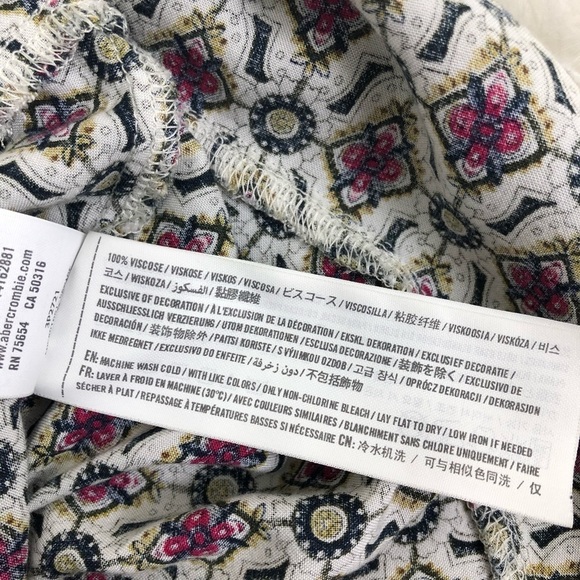 4162881
www.abercrombie.com
RN 75654 CA 50316
100% VISCOSE / VISKOSE / VISKOS / VISCOSA / ビスコース / VISCOSILLA / 粘胶纤维 / VISKOOSIA / VISKÓZA / 비스
코스 / WISKOZA / الفسكوز / 粘膠纖維
EXCLUSIVE OF DECORATION / A L'EXCLUSION DE LA DÉCORATION / EKSKL. DEKORATION / EXCLUSIEF DECORATIE /
AUSSCHLIESSLICH VERZIERUNG / UTOM DEKORATIONEN / ESCLUSA DECORAZIONE / 装飾を除く / EXCLUSIVO DE
DECORACIÓN / 装饰物除外 / PAITSI KORISTE / S VÝJIMKOU OZDOB / 고급 장식 / OPRÓCZ DEKORACJI / DEKORASJON
IKKE MEDREGNET / EXCLUSIVO DO ENFEITE / دون زخرفة / 不包括飾物
EN: MACHINE WASH COLD / WITH LIKE COLORS / ONLY NON-CHLORINE BLEACH / LAY FLAT TO DRY / LOW IRON IF NEEDED
FR: LAVER À FROID EN MACHINE (30°C) / AVEC COULEURS SIMILAIRES / BLANCHIMENT SANS CHLORE UNIQUEMENT / FAIRE
SÉCHER À PLAT / REPASSAGE À TEMPÉRATURES BASSES SI NÉCESSAIRE CN: 冷水机洗 / 可与相似色同洗 / 仅